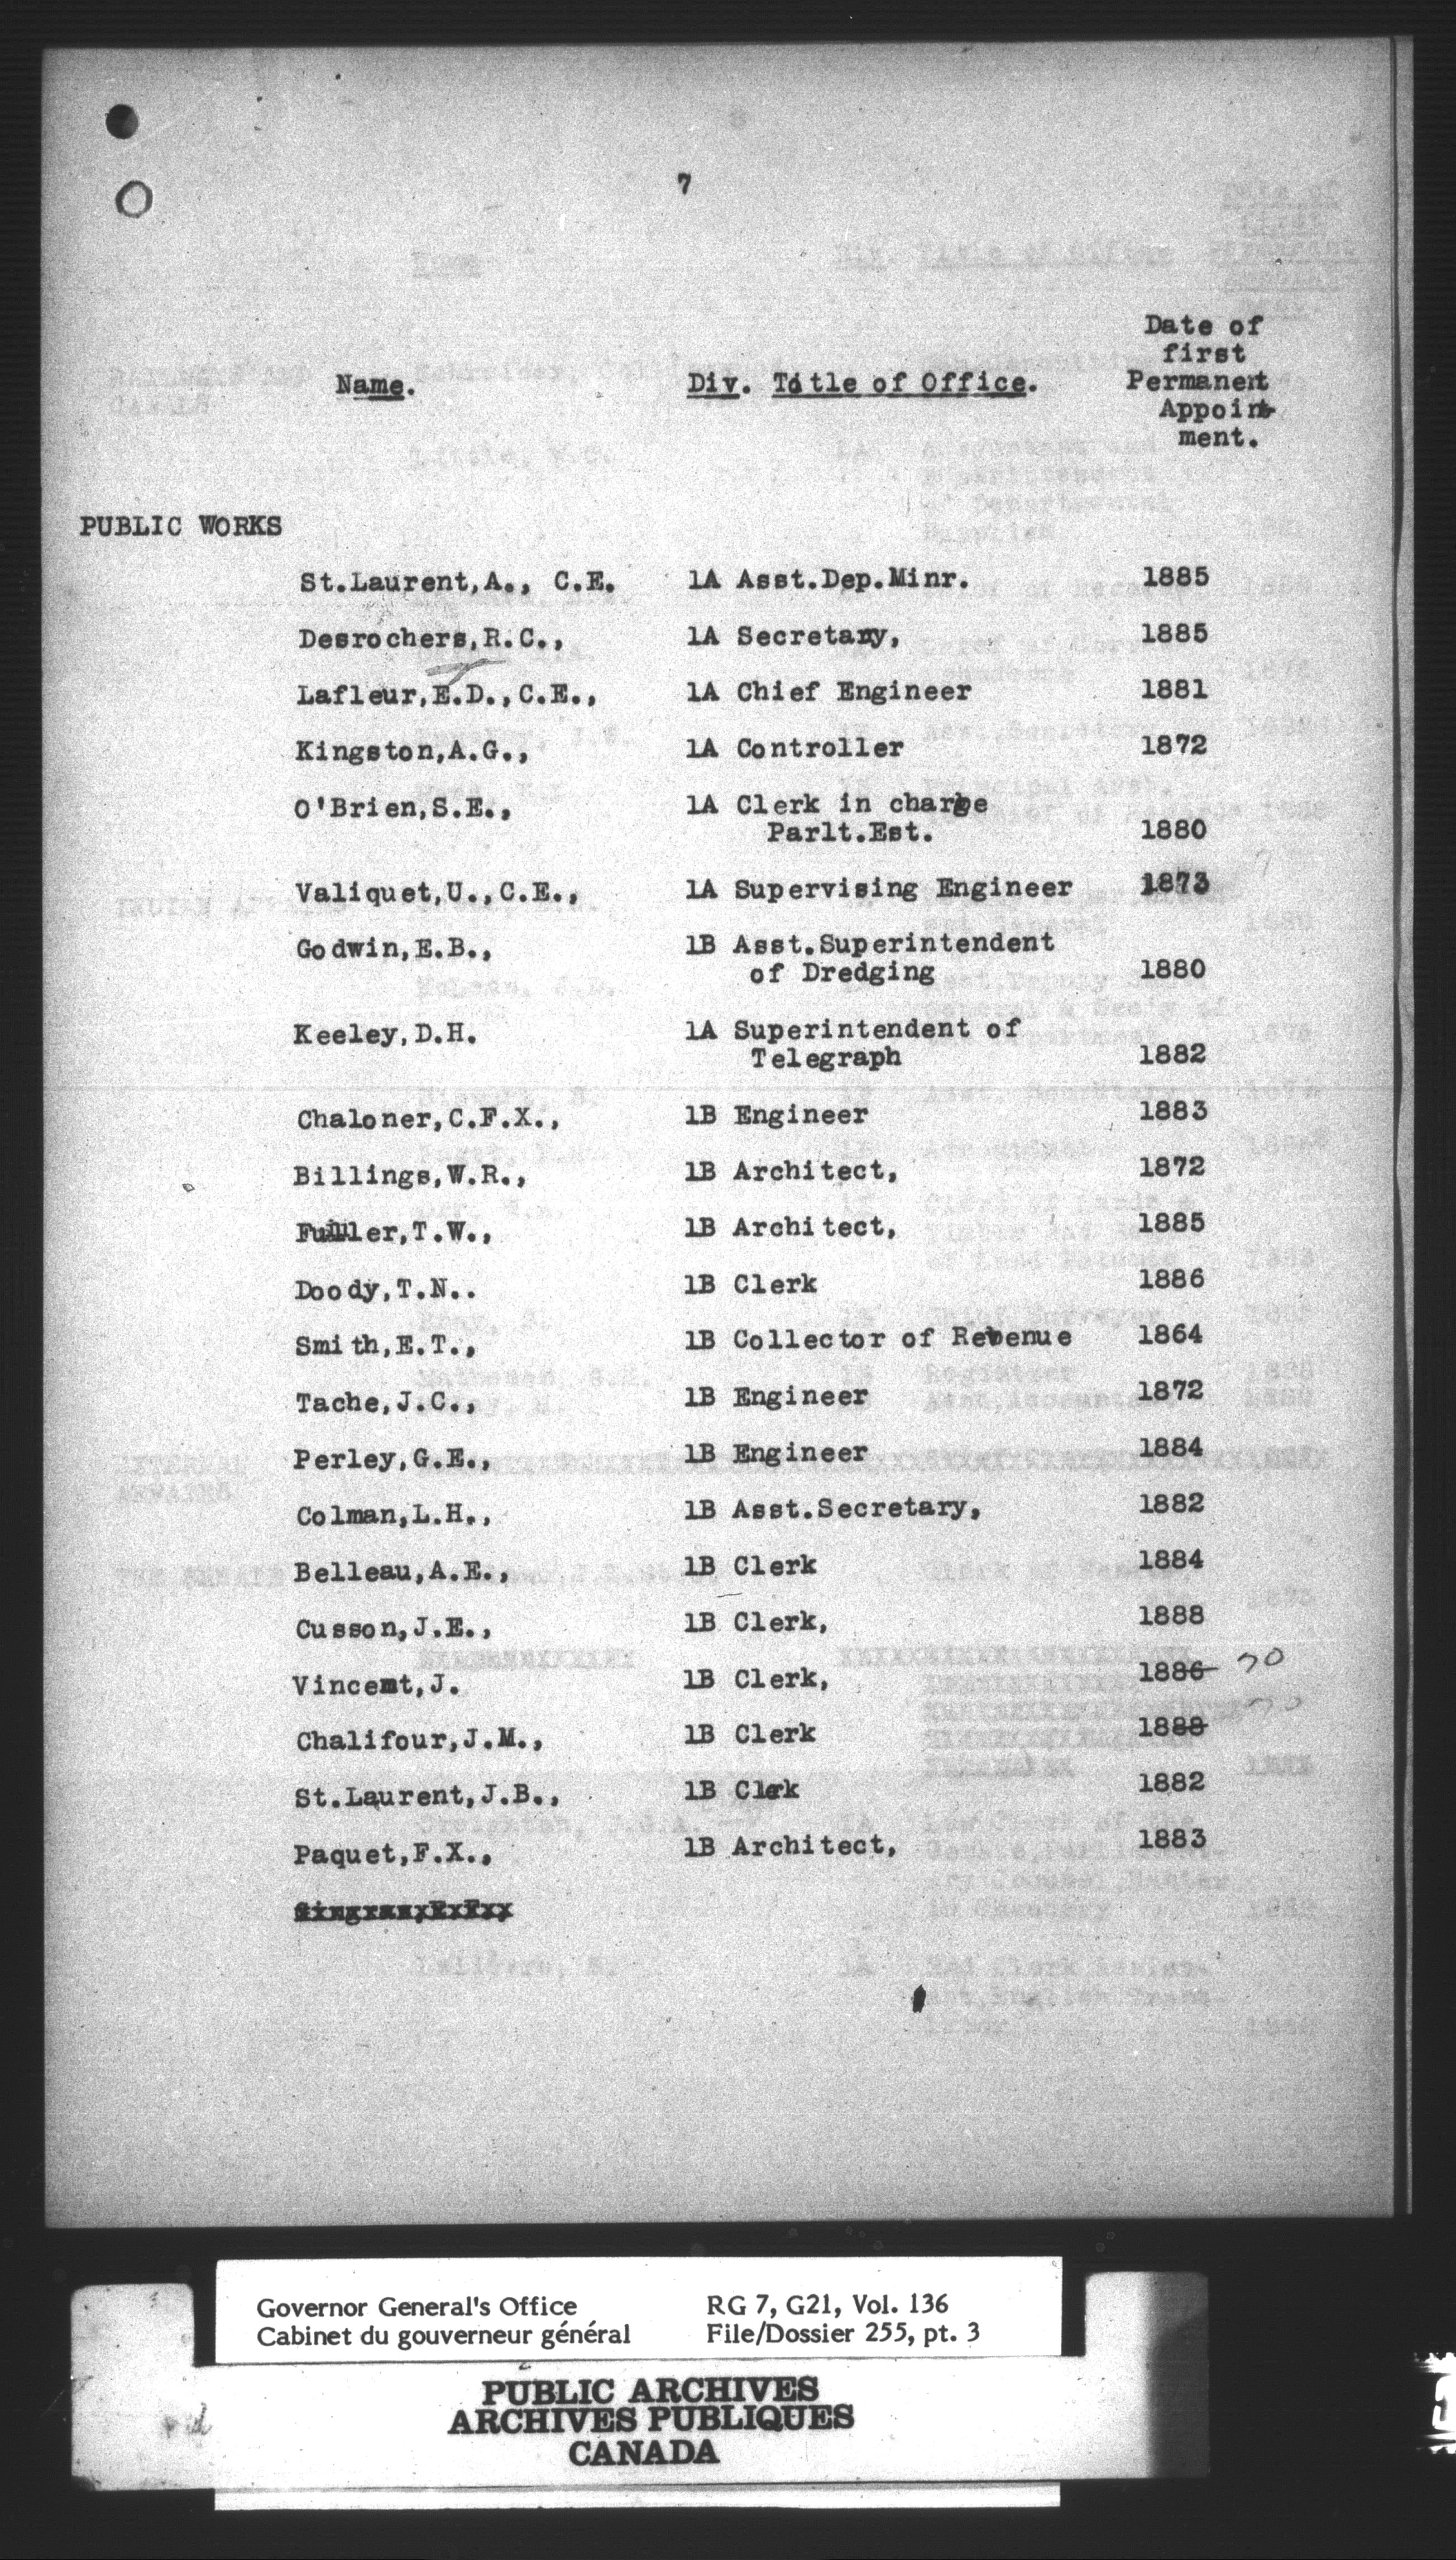 7
Date of
first
Name. Div. Title of Office. Permanent
Appoint-
ment.
PUBLIC WORKS
St.Laurent,A., C.E. 1A Asst.Dep.Minr. 1885
Desrochers,R.C., 1A Secretary, 1885
Lafleur,E.D.,C.E., 1A Chief Engineer 1881
Kingston,A.G., 1A Controller 1872
O'Brien,S.E., 1A Clerk in charge
Parlt.Est. 1880
Valiquet,U.,C.E., 1A Supervising Engineer 1873
Godwin,E.B., 1B Asst.Superintendent
of Dredging 1880
Keeley,D.H. 1A Superintendent of
Telegraph 1882
Chaloner,C.F.X., 1B Engineer 1883
Billings,W.R., 1B Architect, 1872
Fuller,T.W., 1B Architect, 1885
Doody,T.N.. 1B Clerk 1886
Smith,E.T., 1B Collector of Revenue 1864
Tache,J.C., 1B Engineer 1872
Perley,G.E., 1B Engineer 1884
Colman,L.H., 1B Asst.Secretary, 1882
Belleau,A.E., 1B Clerk 1884
Cusson,J.E., 1B Clerk, 1888
Vincent,J. 1B Clerk, 1886 70
Chalifour,J.M., 1B Clerk 1888
St.Laurent,J.B., 1B Clerk 1882
Paquet,F.X., 1B Architect, 1883
Governor General's Office RG 7, G21, Vol. 136
Cabinet du gouverneur général File/Dossier 255, pt. 3
PUBLIC ARCHIVES
ARCHIVES PUBLIQUES
CANADA